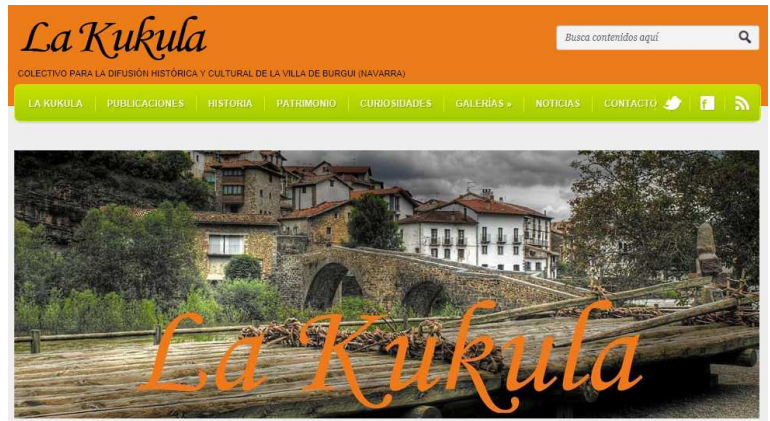 La Kukula
Busca contenidos aquí
COLECTIVO PARA LA DIFUSIÓN HISTÓRICA Y CULTURAL DE LA VILLA DE BURGUI (NAVARRA)
LA KUKULA PUBLICACIONES HISTORIA PATRIMONIO CURIOSIDADES GALERÍAS » NOTICIAS CONTACTO f
La Kukula